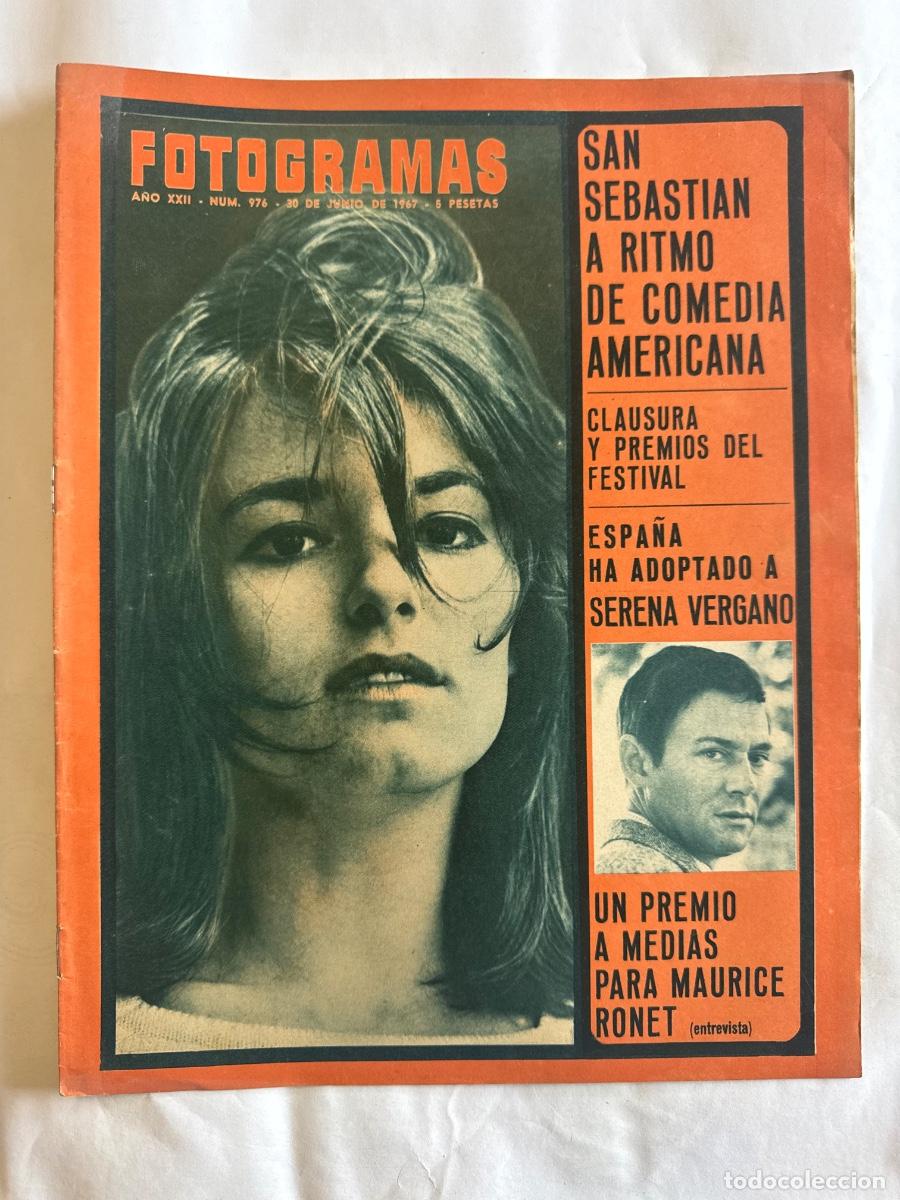 FOTOGRAMAS
AÑO XXII - NUM. 976 - 30 DE JUNIO DE 1967 - 5 PESETAS
SAN
SEBASTIAN
A RITMO
DE COMEDIA
AMERICANA
CLAUSURA
Y PREMIOS DEL
FESTIVAL
ESPAÑA
HA ADOPTADO A
SERENA VERGANO
UN PREMIO
A MEDIAS
PARA MAURICE
RONET (entrevista)
todocoleccion